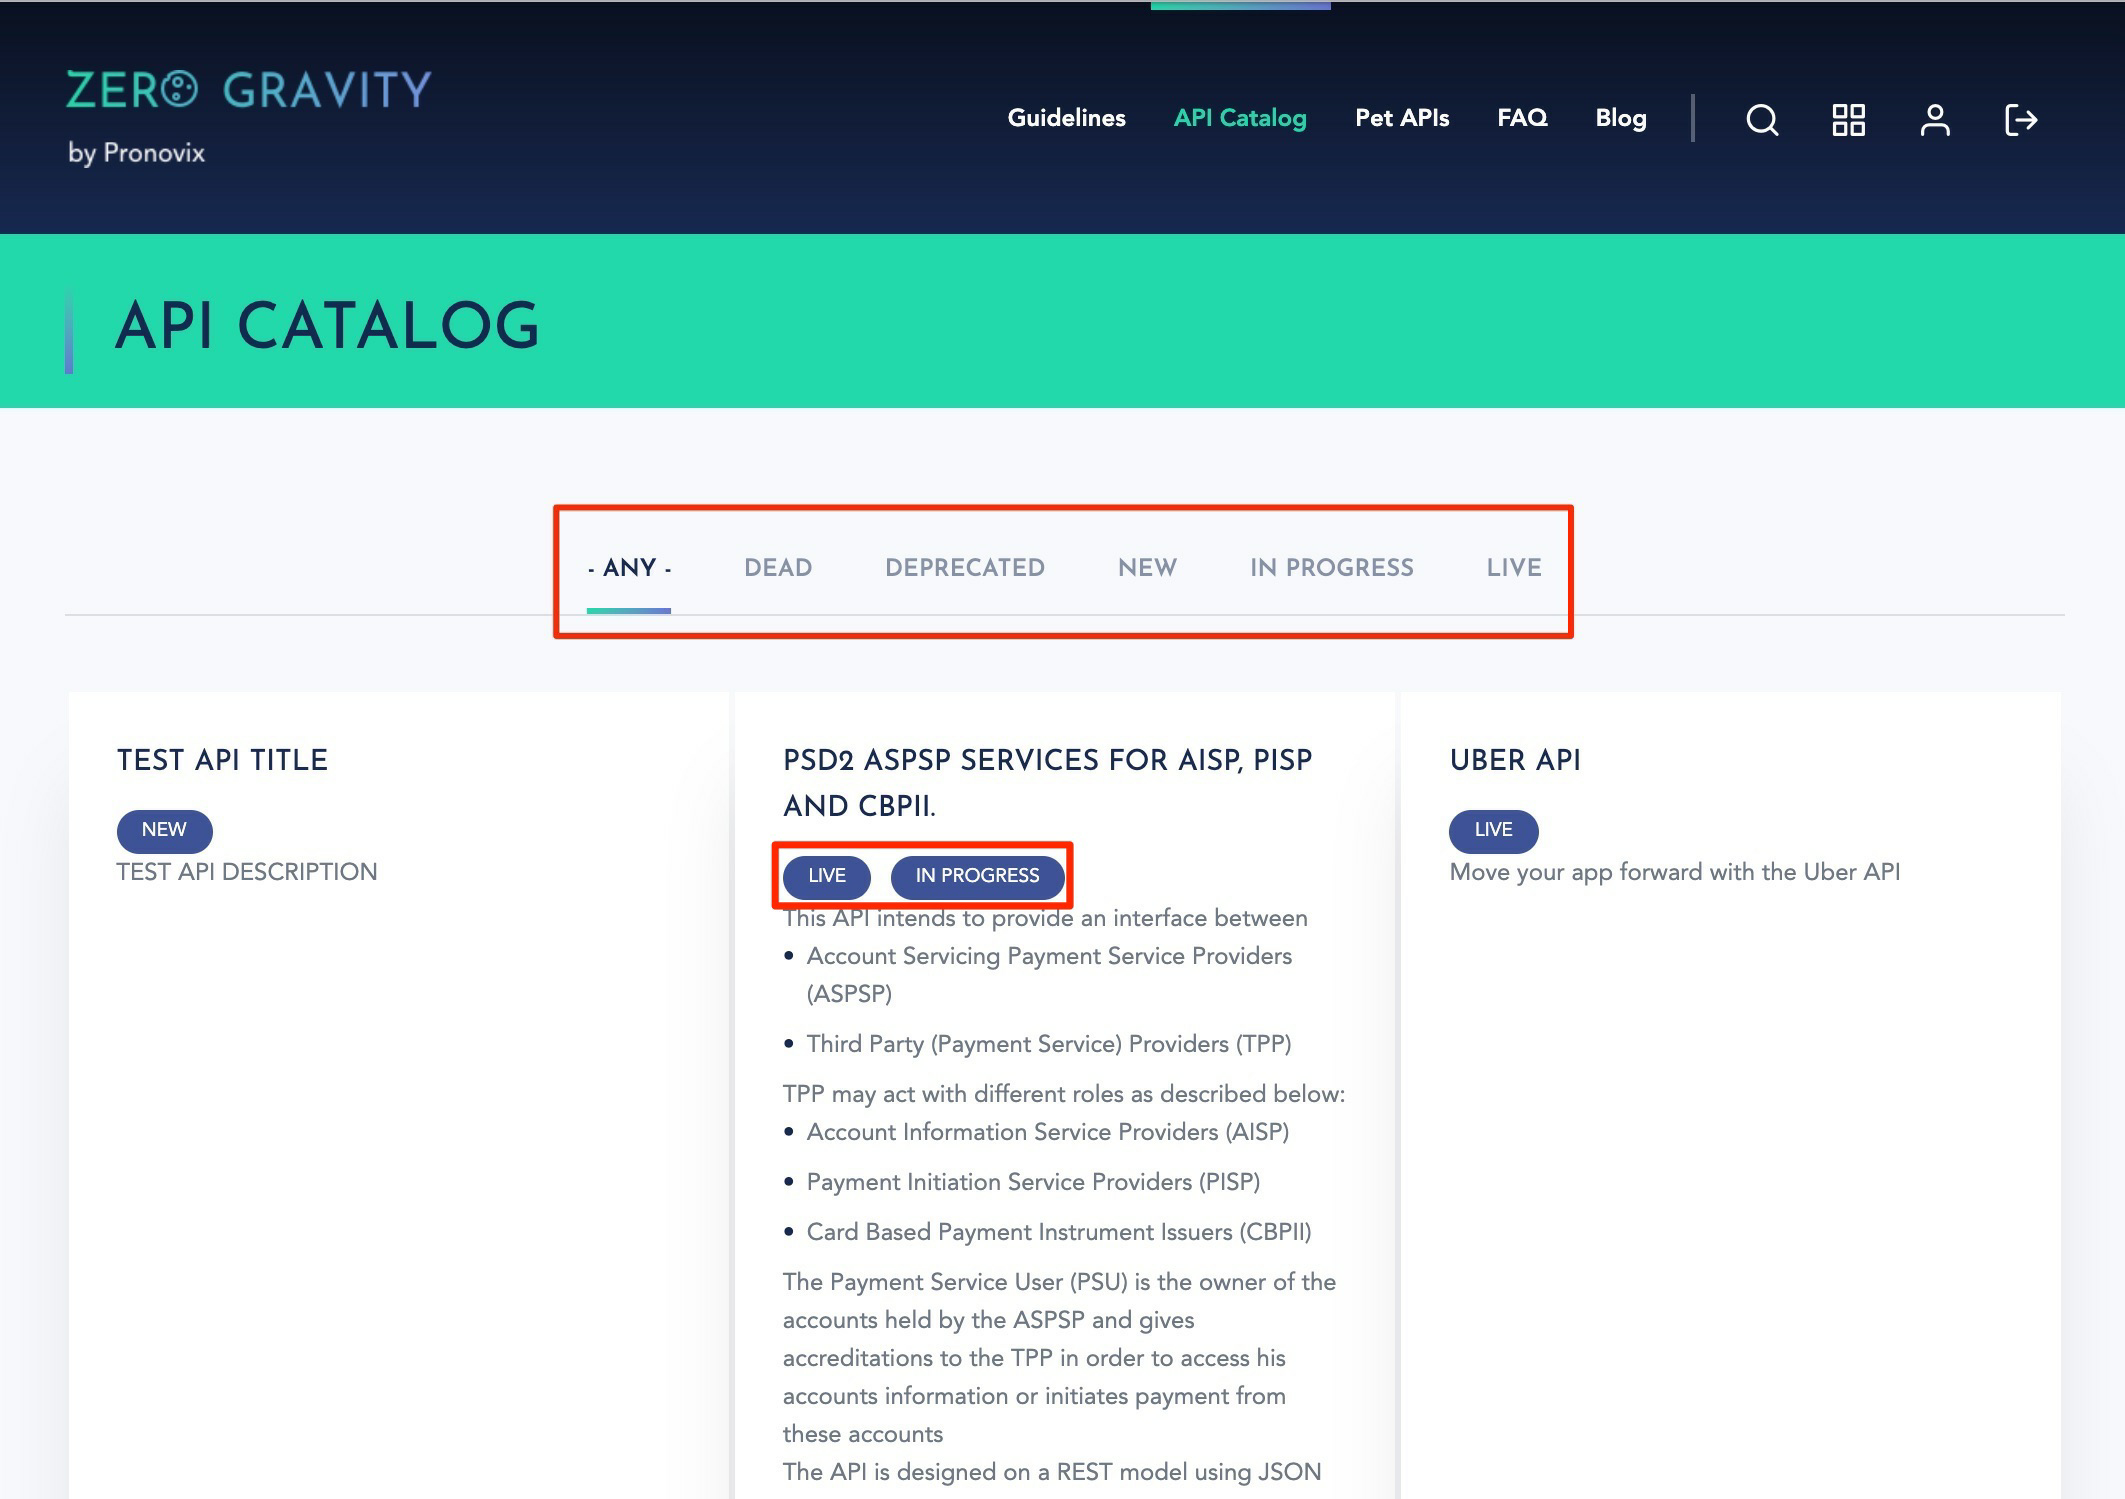 ZERO GRAVITY
by Pronovix
Guidelines API Catalog Pet APIs FAQ Blog
API CATALOG
- ANY - DEAD DEPRECATED NEW IN PROGRESS LIVE
TEST API TITLE
NEW
TEST API DESCRIPTION
PSD2 ASPSP SERVICES FOR AISP, PISP
AND CBPII.
LIVE IN PROGRESS
This API intends to provide an interface between
• Account Servicing Payment Service Providers
(ASPSP)
• Third Party (Payment Service) Providers (TPP)
TPP may act with different roles as described below:
• Account Information Service Providers (AISP)
• Payment Initiation Service Providers (PISP)
• Card Based Payment Instrument Issuers (CBPII)
The Payment Service User (PSU) is the owner of the
accounts held by the ASPSP and gives
accreditations to the TPP in order to access his
accounts information or initiates payment from
these accounts
The API is designed on a REST model using JSON
UBER API
LIVE
Move your app forward with the Uber API